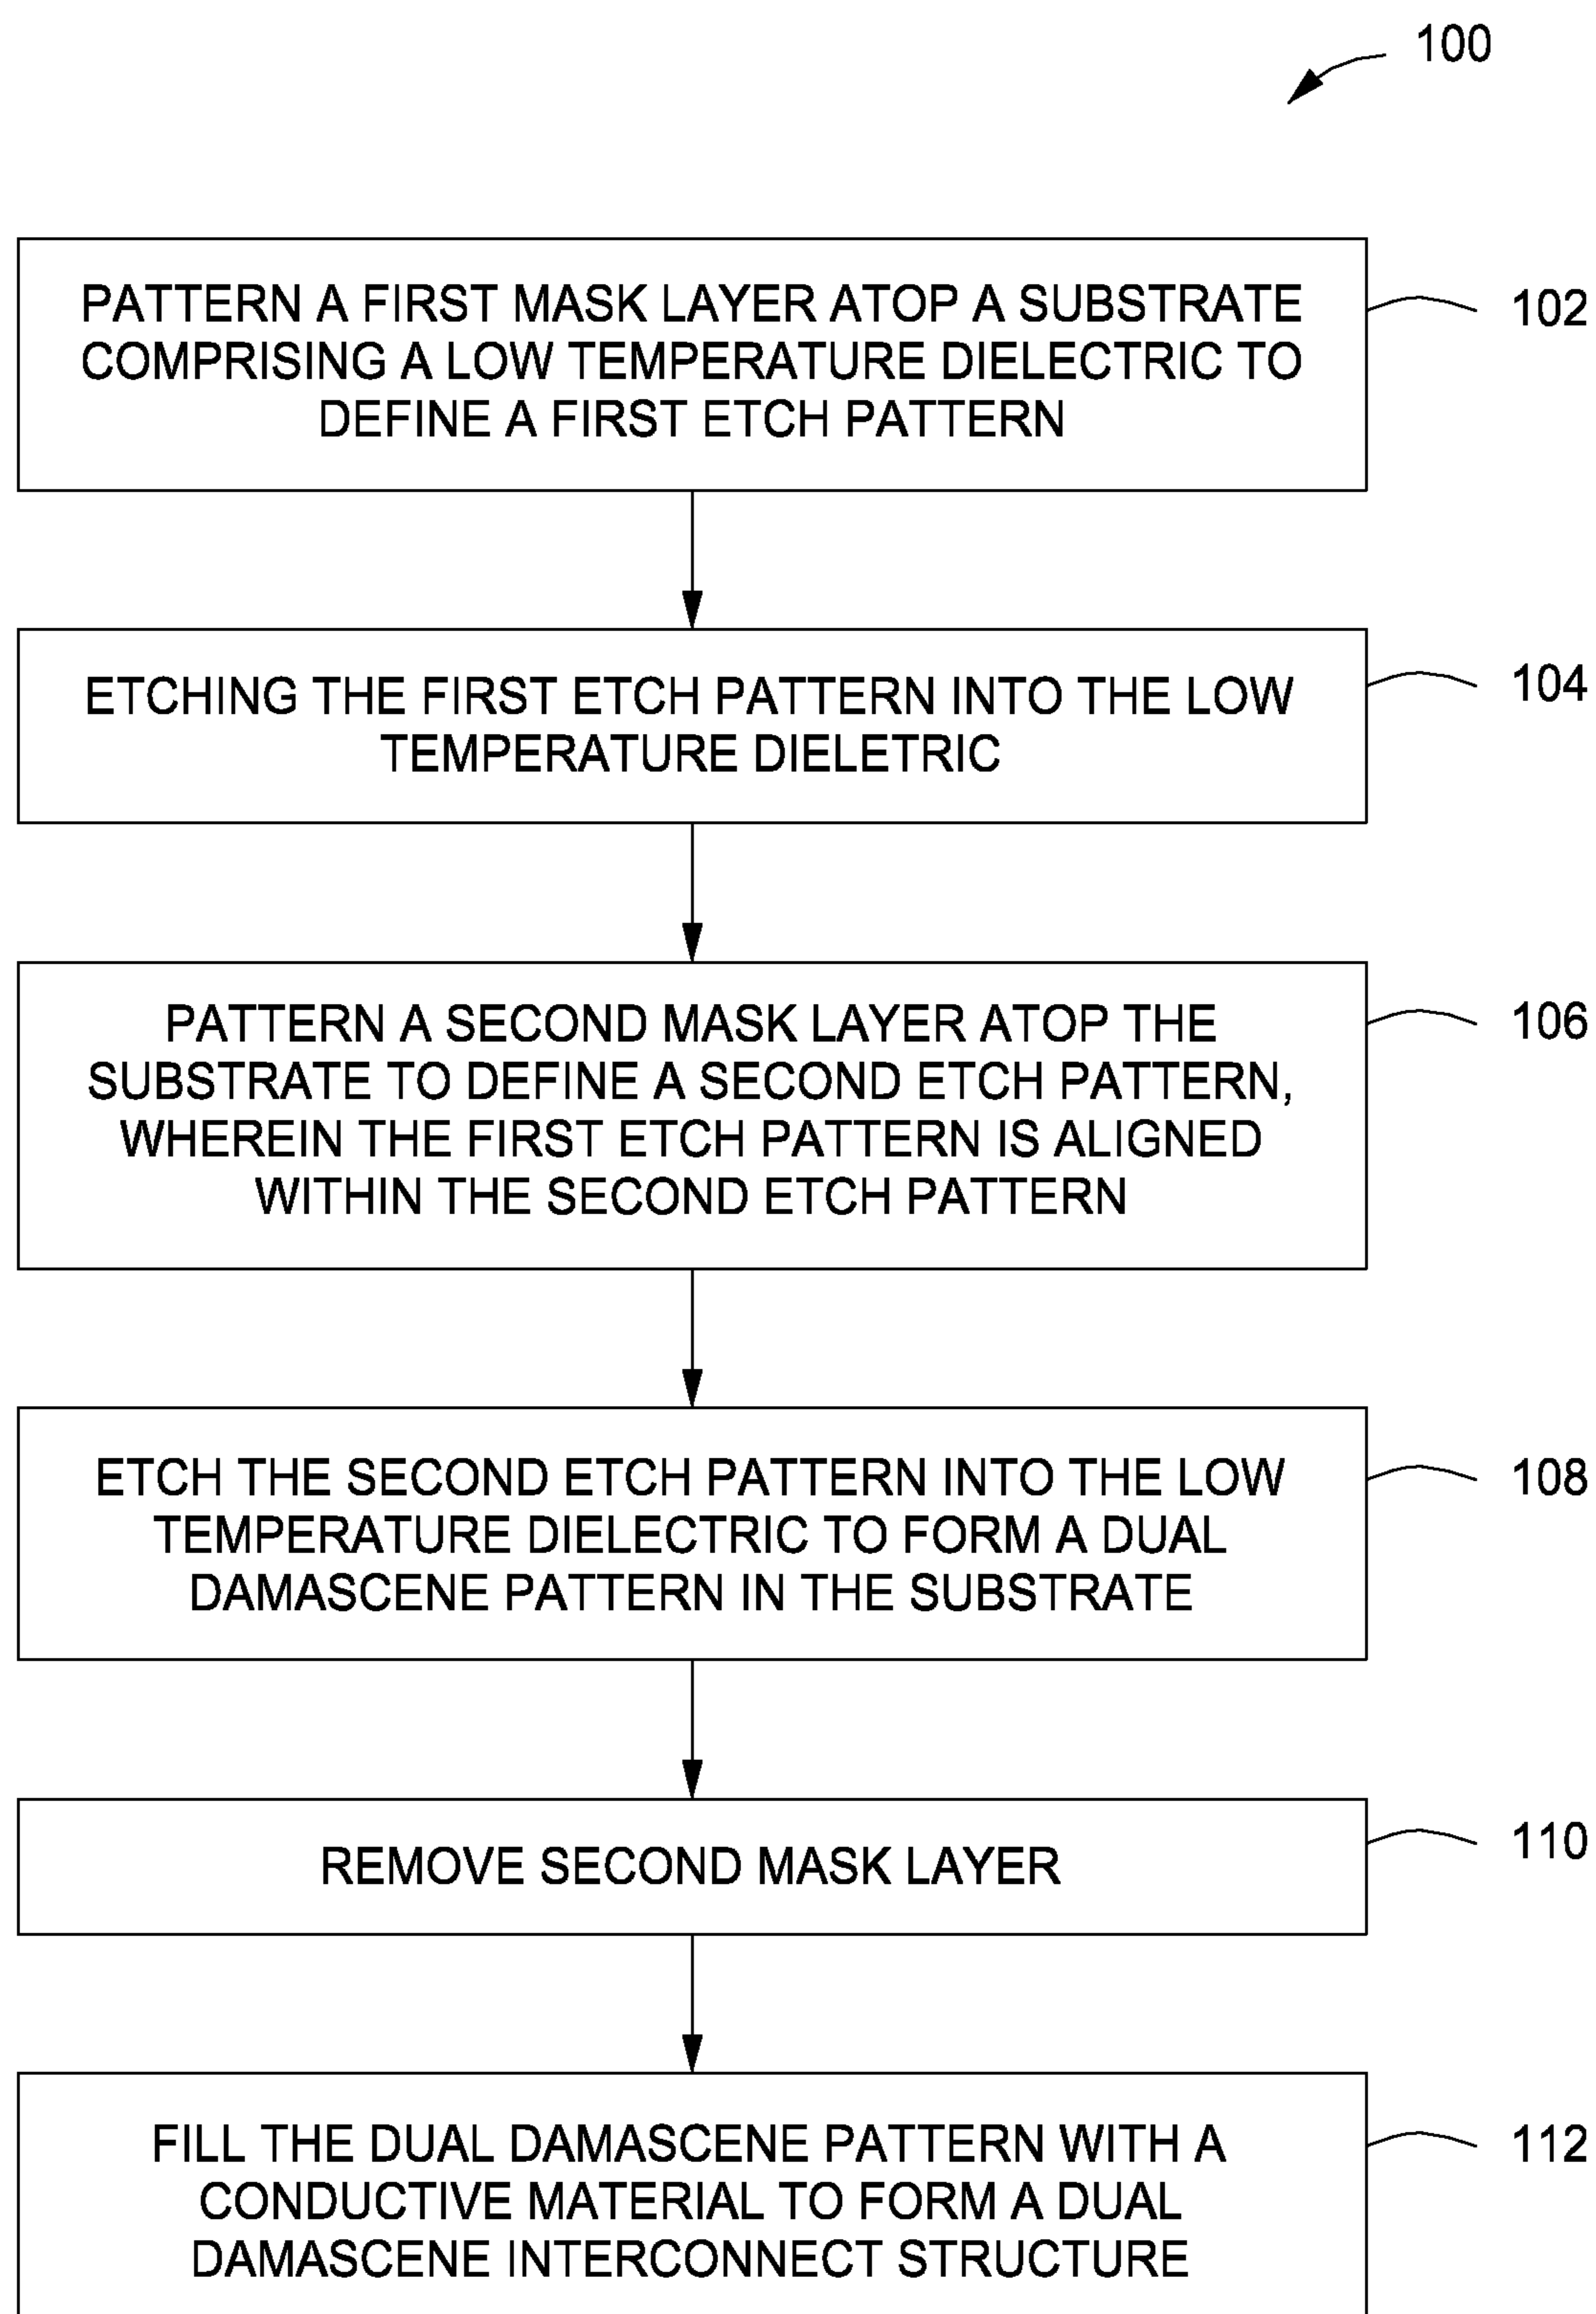 100
PATTERN A FIRST MASK LAYER ATOP A SUBSTRATE
COMPRISING A LOW TEMPERATURE DIELECTRIC TO
DEFINE A FIRST ETCH PATTERN
102
ETCHING THE FIRST ETCH PATTERN INTO THE LOW
TEMPERATURE DIELETRIC
104
PATTERN A SECOND MASK LAYER ATOP THE
SUBSTRATE TO DEFINE A SECOND ETCH PATTERN,
WHEREIN THE FIRST ETCH PATTERN IS ALIGNED
WITHIN THE SECOND ETCH PATTERN
106
ETCH THE SECOND ETCH PATTERN INTO THE LOW
TEMPERATURE DIELECTRIC TO FORM A DUAL
DAMASCENE PATTERN IN THE SUBSTRATE
108
REMOVE SECOND MASK LAYER
110
FILL THE DUAL DAMASCENE PATTERN WITH A
CONDUCTIVE MATERIAL TO FORM A DUAL
DAMASCENE INTERCONNECT STRUCTURE
112